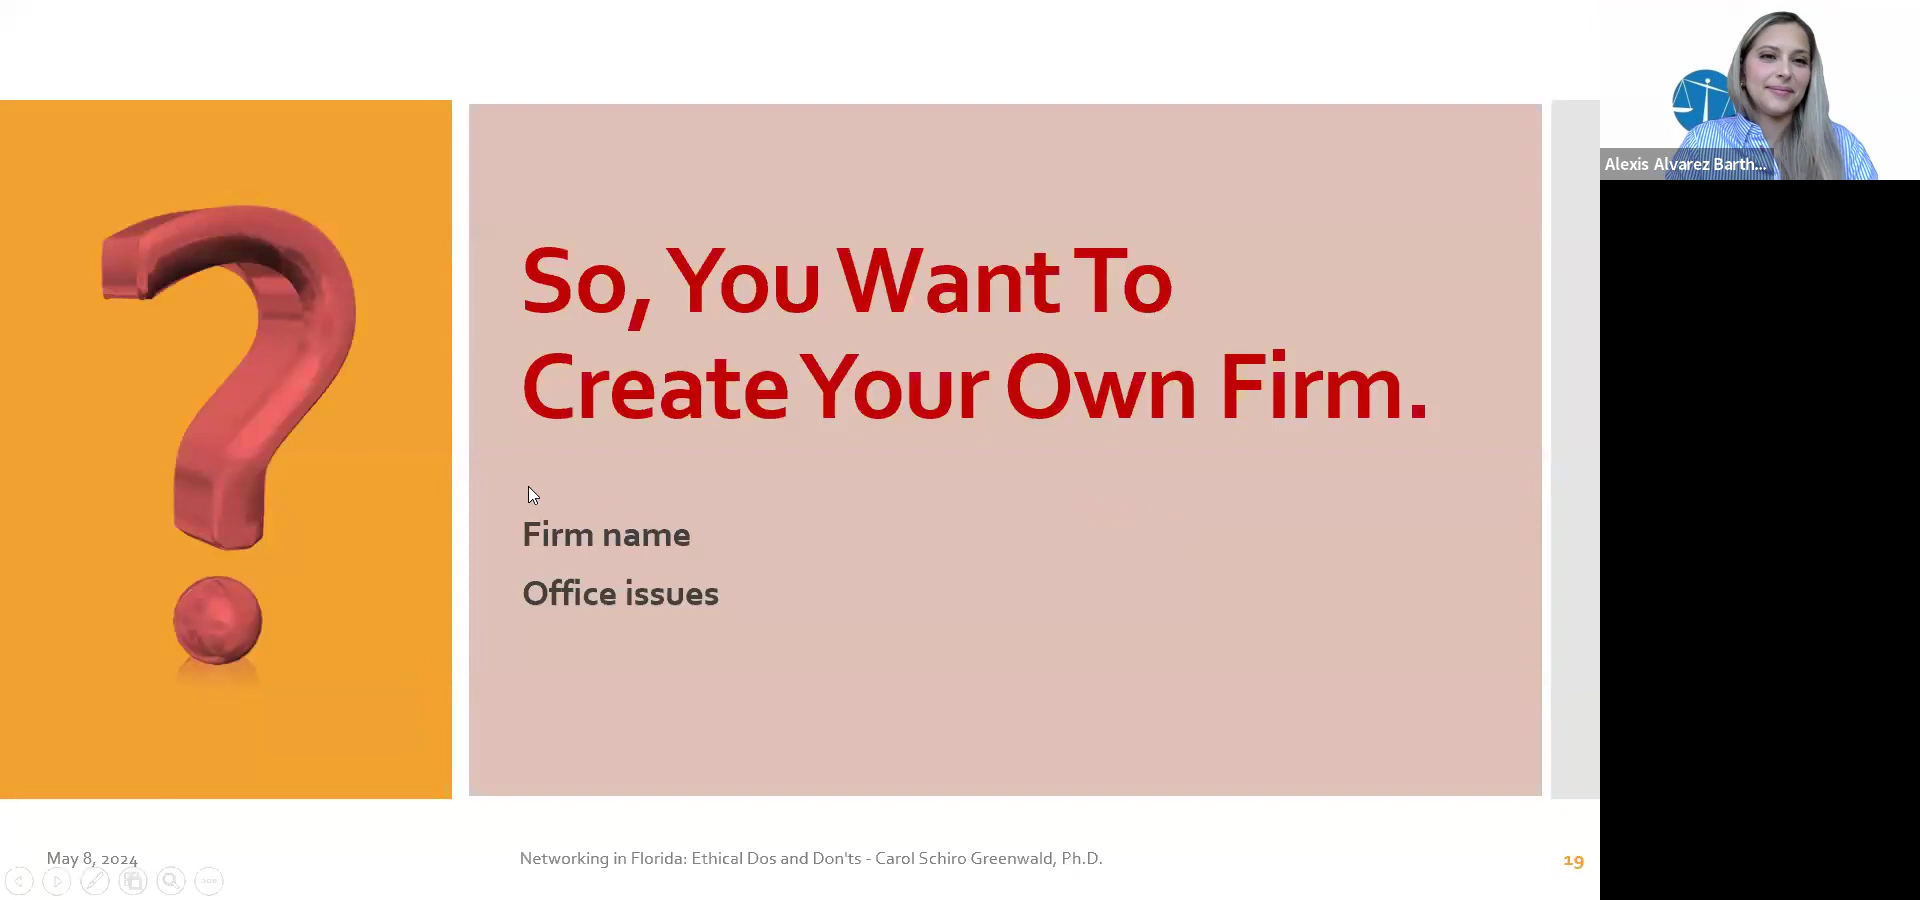 Alexis Alvarez Barth...
So, You Want To
Create Your Own Firm.
Firm name
Office issues
May 8, 2024
Networking in Florida: Ethical Dos and Don'ts - Carol Schiro Greenwald, Ph.D.
19